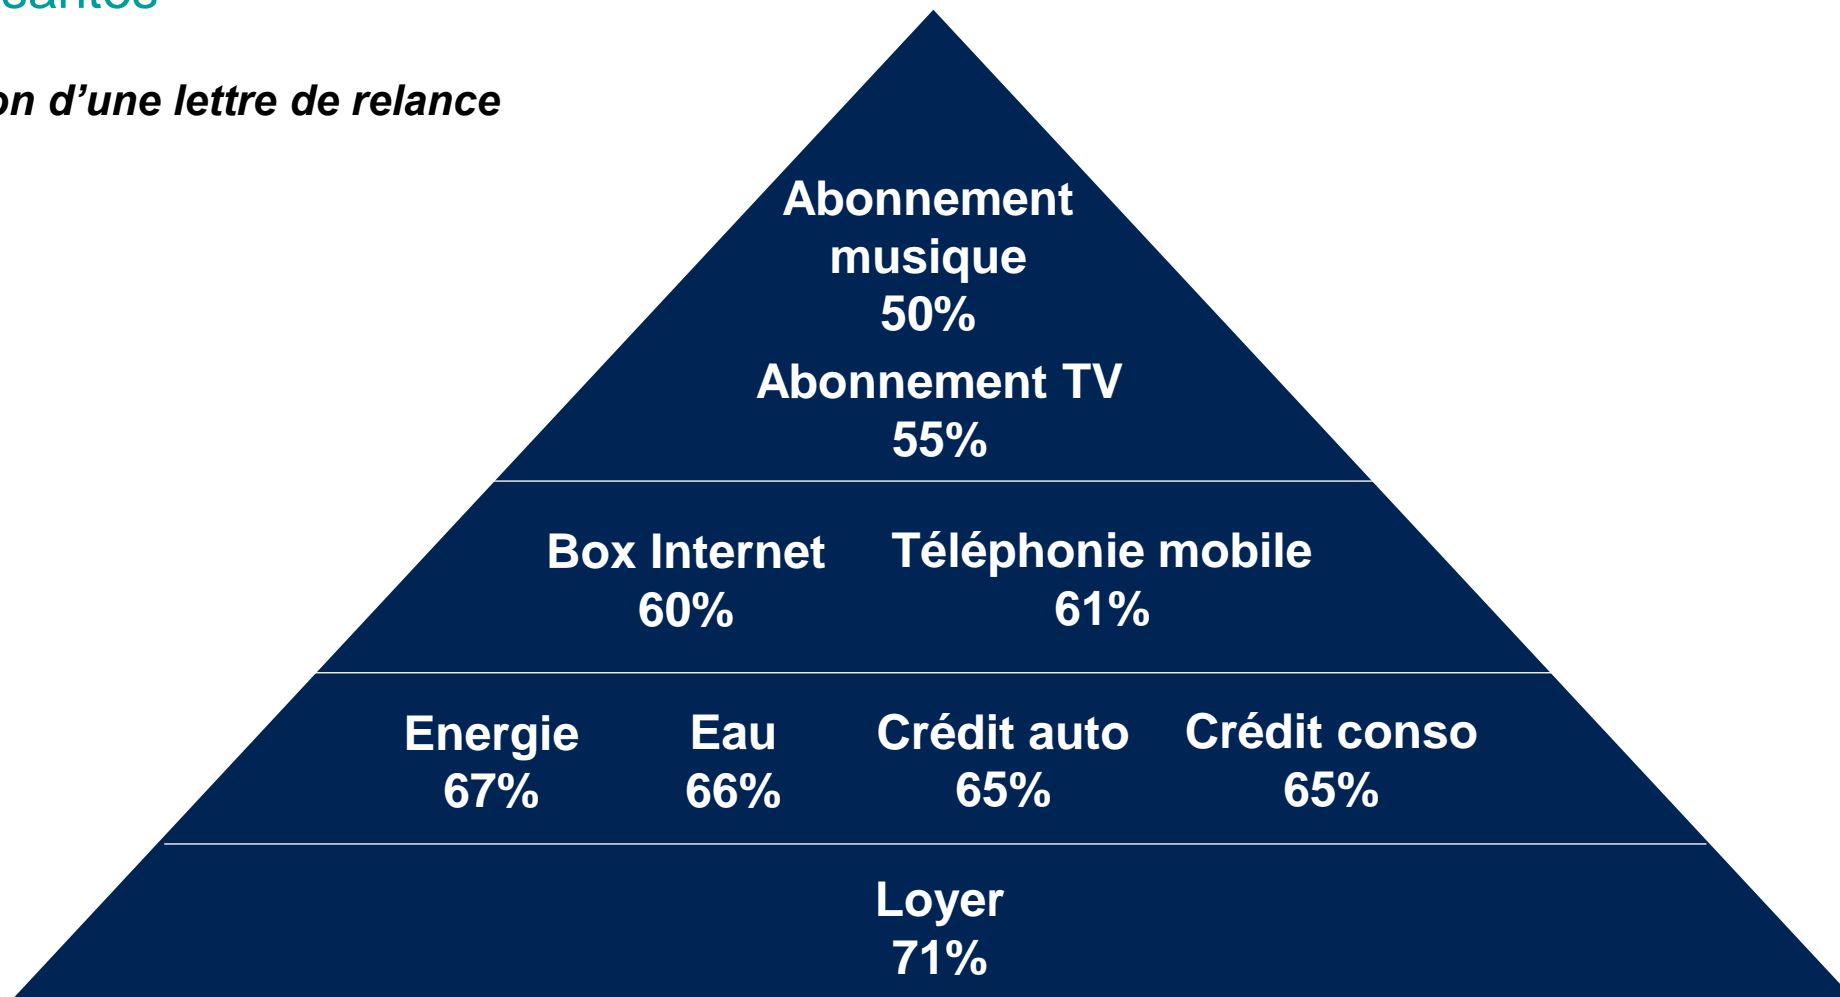 on d’une lettre de relance
Abonnement
musique
50%
Abonnement TV
55%
Box Internet
60%
Téléphonie mobile
61%
Energie
67%
Eau
66%
Crédit auto
65%
Crédit conso
65%
Loyer
71%